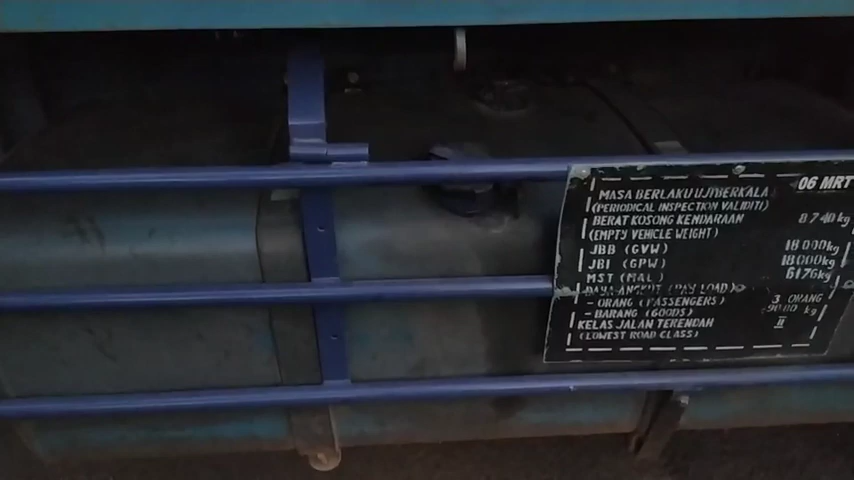 MASA BERLAKU UJI BERKALA 06 MRT
(PERIODICAL INSPECTION VALIDITY)
BERAT KOSONG KENDARAAN 8.740 kg
(EMPTY VEHICLE WEIGHT)
JBB (GVW) 18.000 kg
JBI (GPW) 18.000 kg
MST (MAL) 6176 kg
DAYA ANGKUT (PAY LOAD)
- ORANG (PASSENGERS) 3 ORANG
- BARANG (GOODS) kg
KELAS JALAN TERENDAH II
(LOWEST ROAD CLASS)